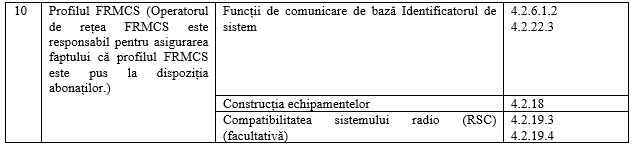 10
Profilul FRMCS (Operatorul
de rețea FRMCS este
responsabil pentru asigurarea
faptului că profilul FRMCS
este pus la dispoziția
abonaților.)
Funcții de comunicare de bază Identificatorul de
sistem
4.2.6.1.2
4.2.22.3
Construcția echipamentelor
4.2.18
Compatibilitatea sistemului radio (RSC)
(facultativă)
4.2.19.3
4.2.19.4